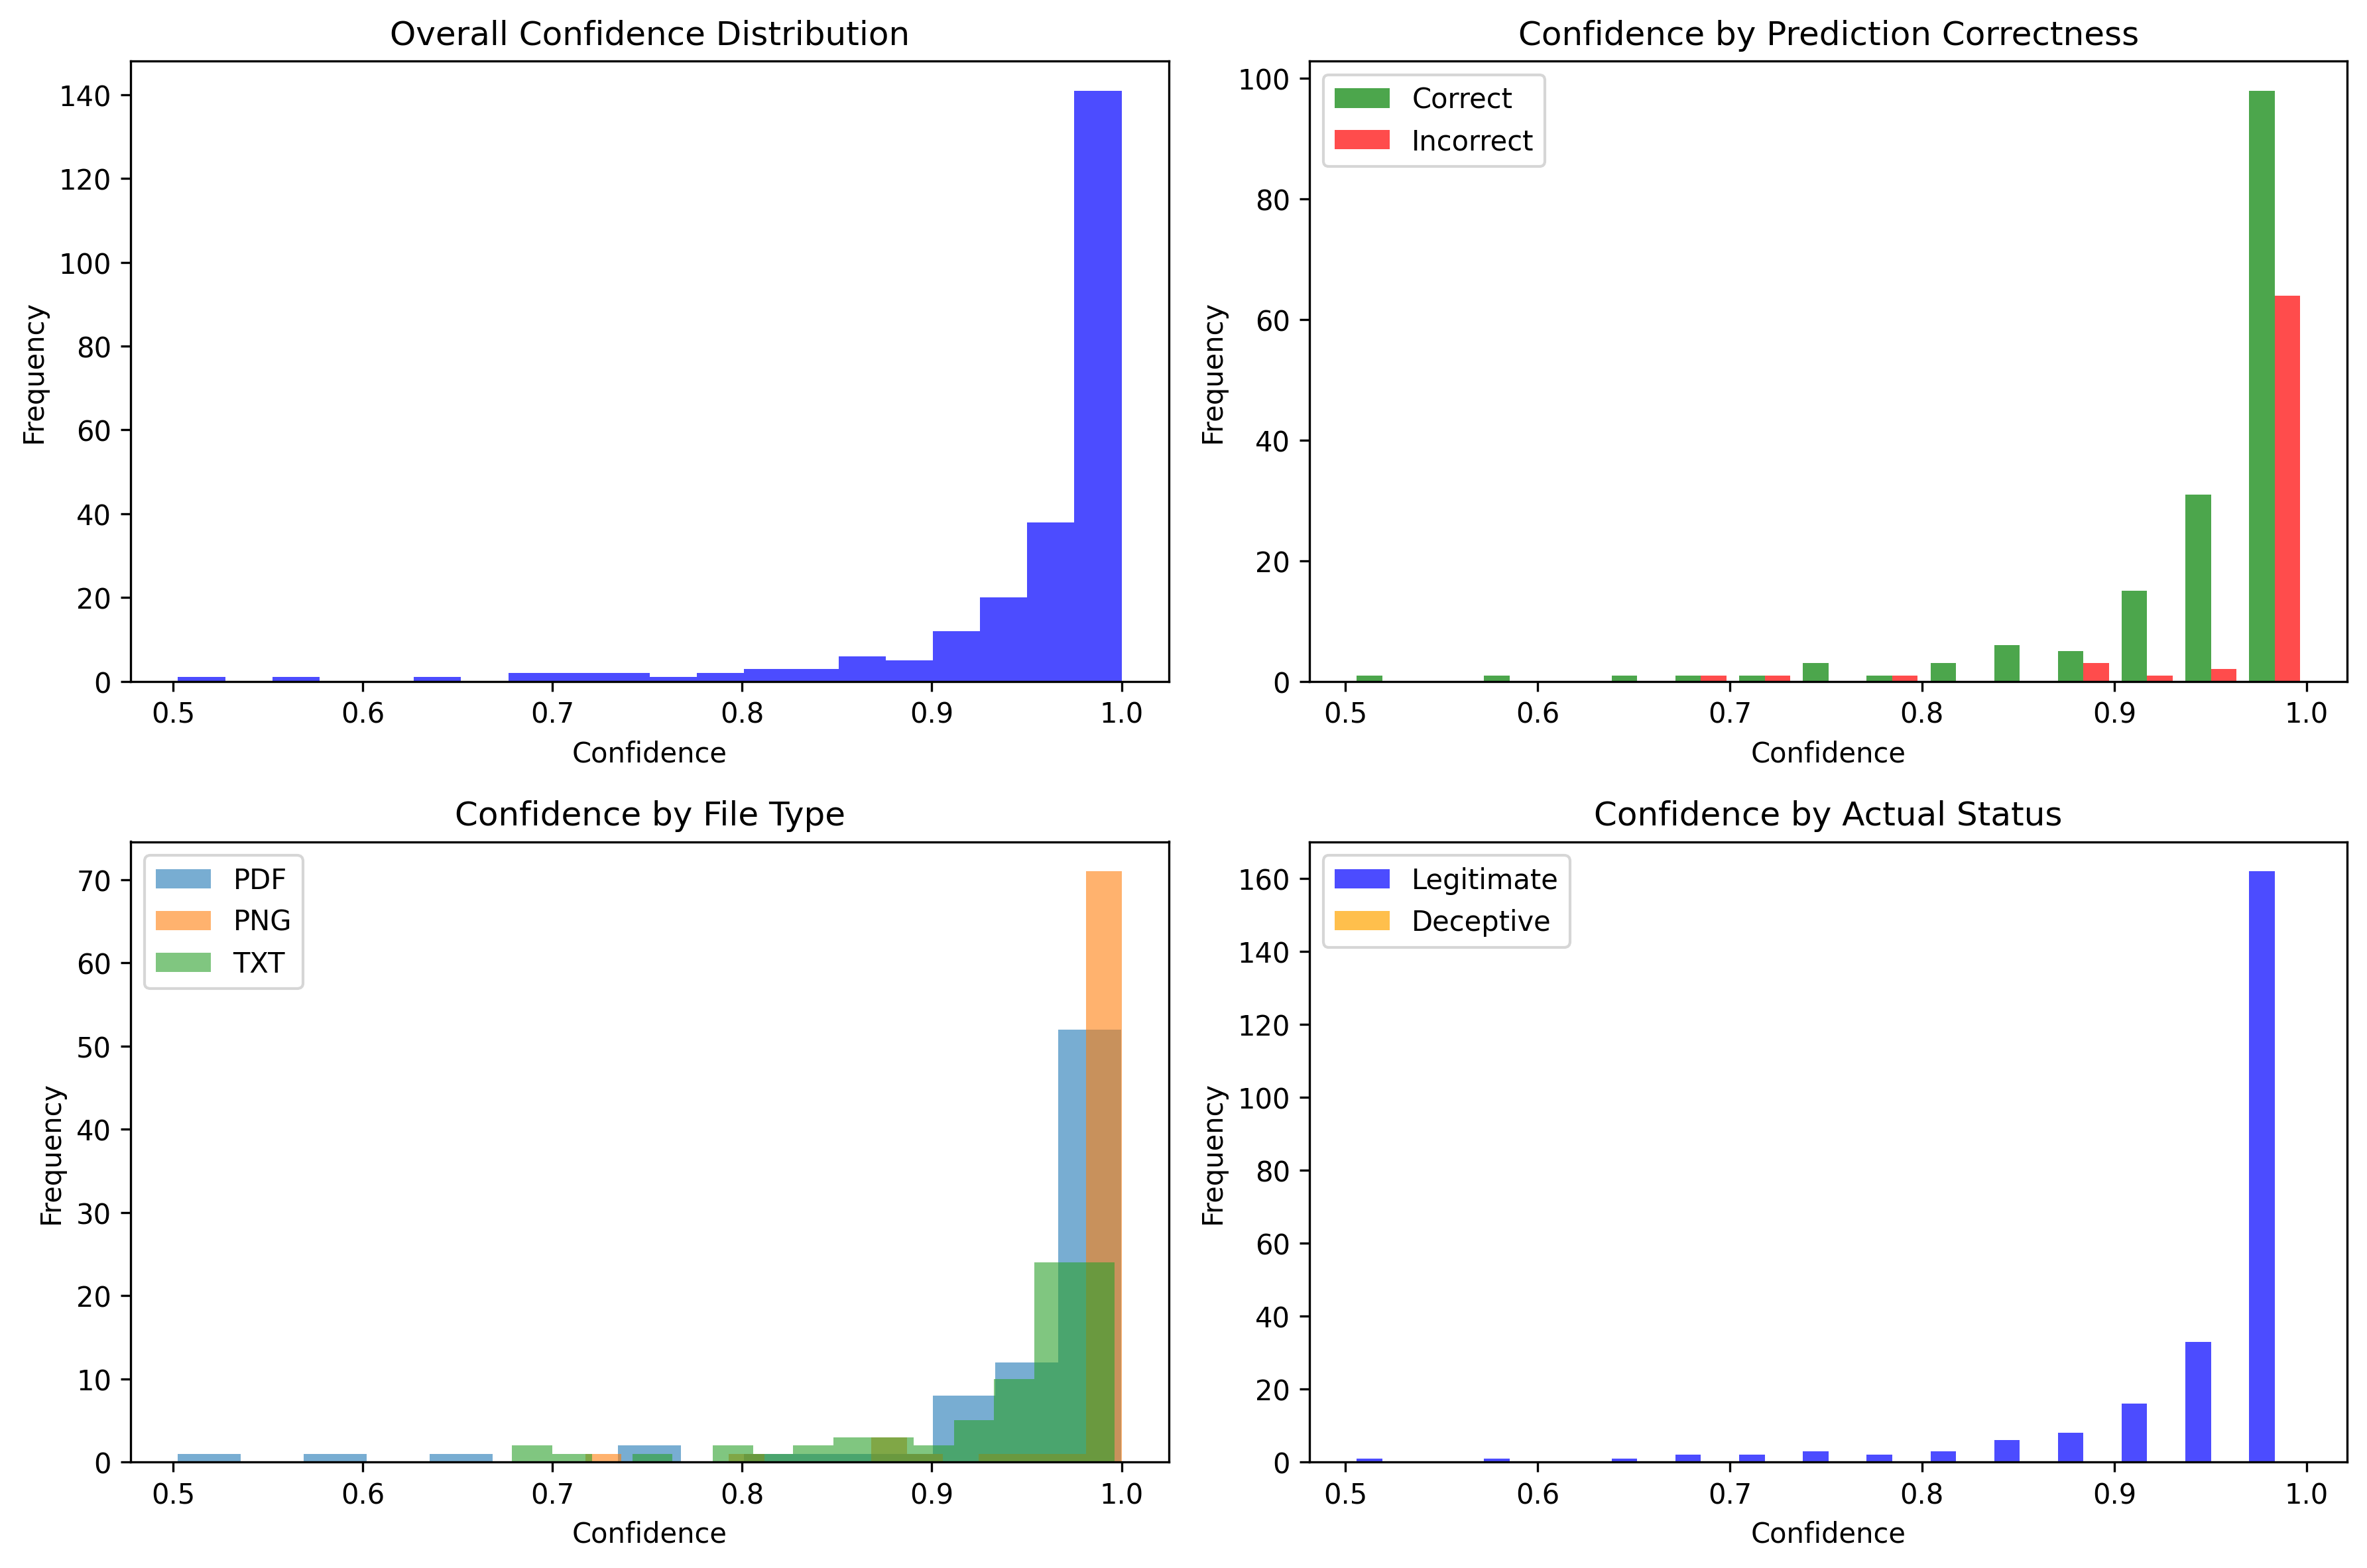 Overall Confidence Distribution
140
120
100
80
60
40
20
0
Frequency
0.5 0.6 0.7 0.8 0.9 1.0
Confidence
Confidence by Prediction Correctness
Correct
Incorrect
100
80
60
40
20
0
Frequency
0.5 0.6 0.7 0.8 0.9 1.0
Confidence
Confidence by File Type
PDF
PNG
TXT
70
60
50
40
30
20
10
0
Frequency
0.5 0.6 0.7 0.8 0.9 1.0
Confidence
Confidence by Actual Status
Legitimate
Deceptive
160
140
120
100
80
60
40
20
0
Frequency
0.5 0.6 0.7 0.8 0.9 1.0
Confidence